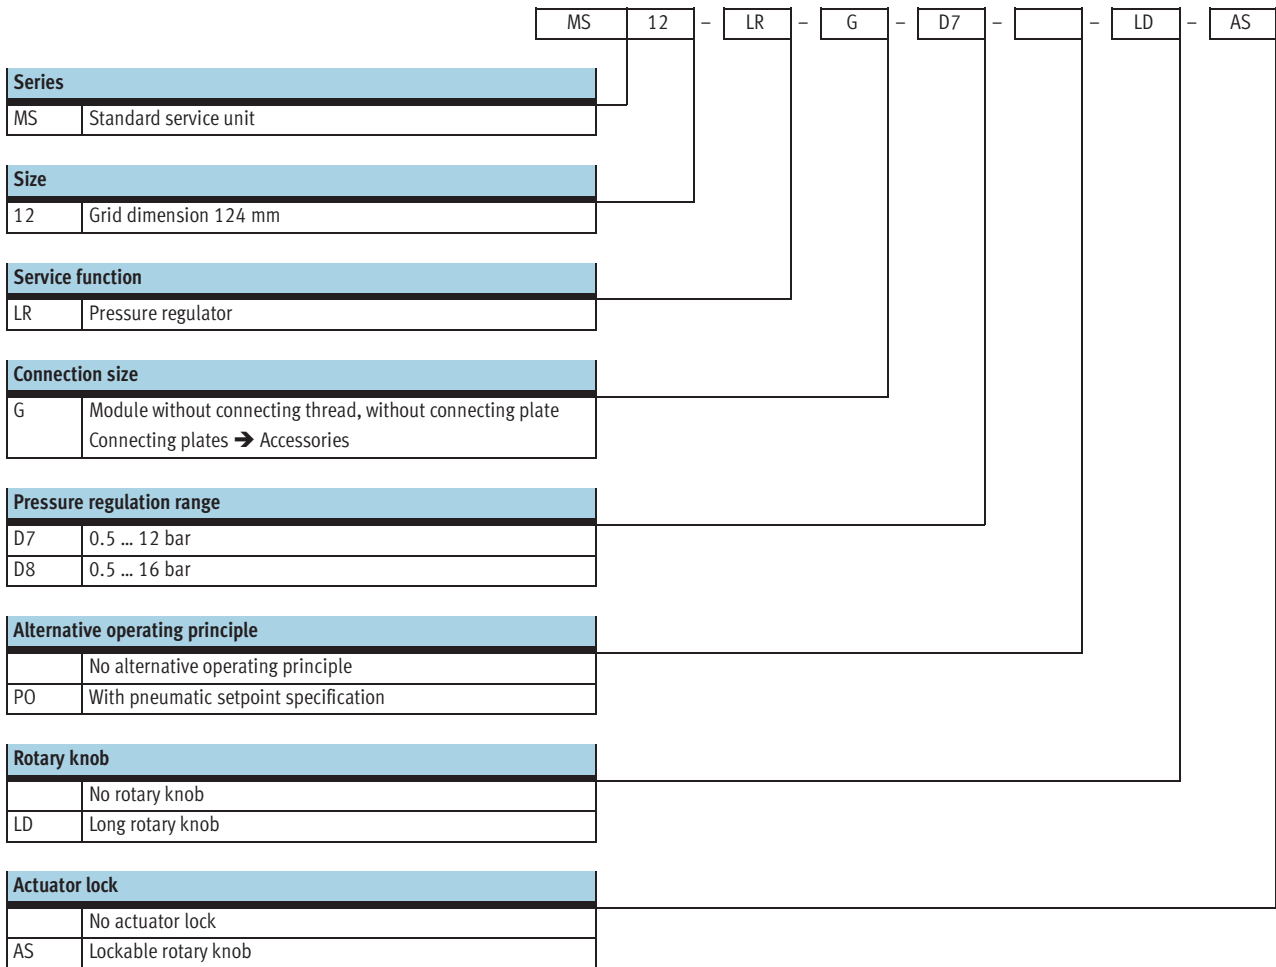 MS 12 – LR – G – D7 – – LD – AS
Series
MS Standard service unit
Size
12 Grid dimension 124 mm
Service function
LR Pressure regulator
Connection size
G Module without connecting thread, without connecting plate
Connecting plates ➔ Accessories
Pressure regulation range
D7 0.5 … 12 bar
D8 0.5 … 16 bar
Alternative operating principle
No alternative operating principle
PO With pneumatic setpoint specification
Rotary knob
No rotary knob
LD Long rotary knob
Actuator lock
No actuator lock
AS Lockable rotary knob